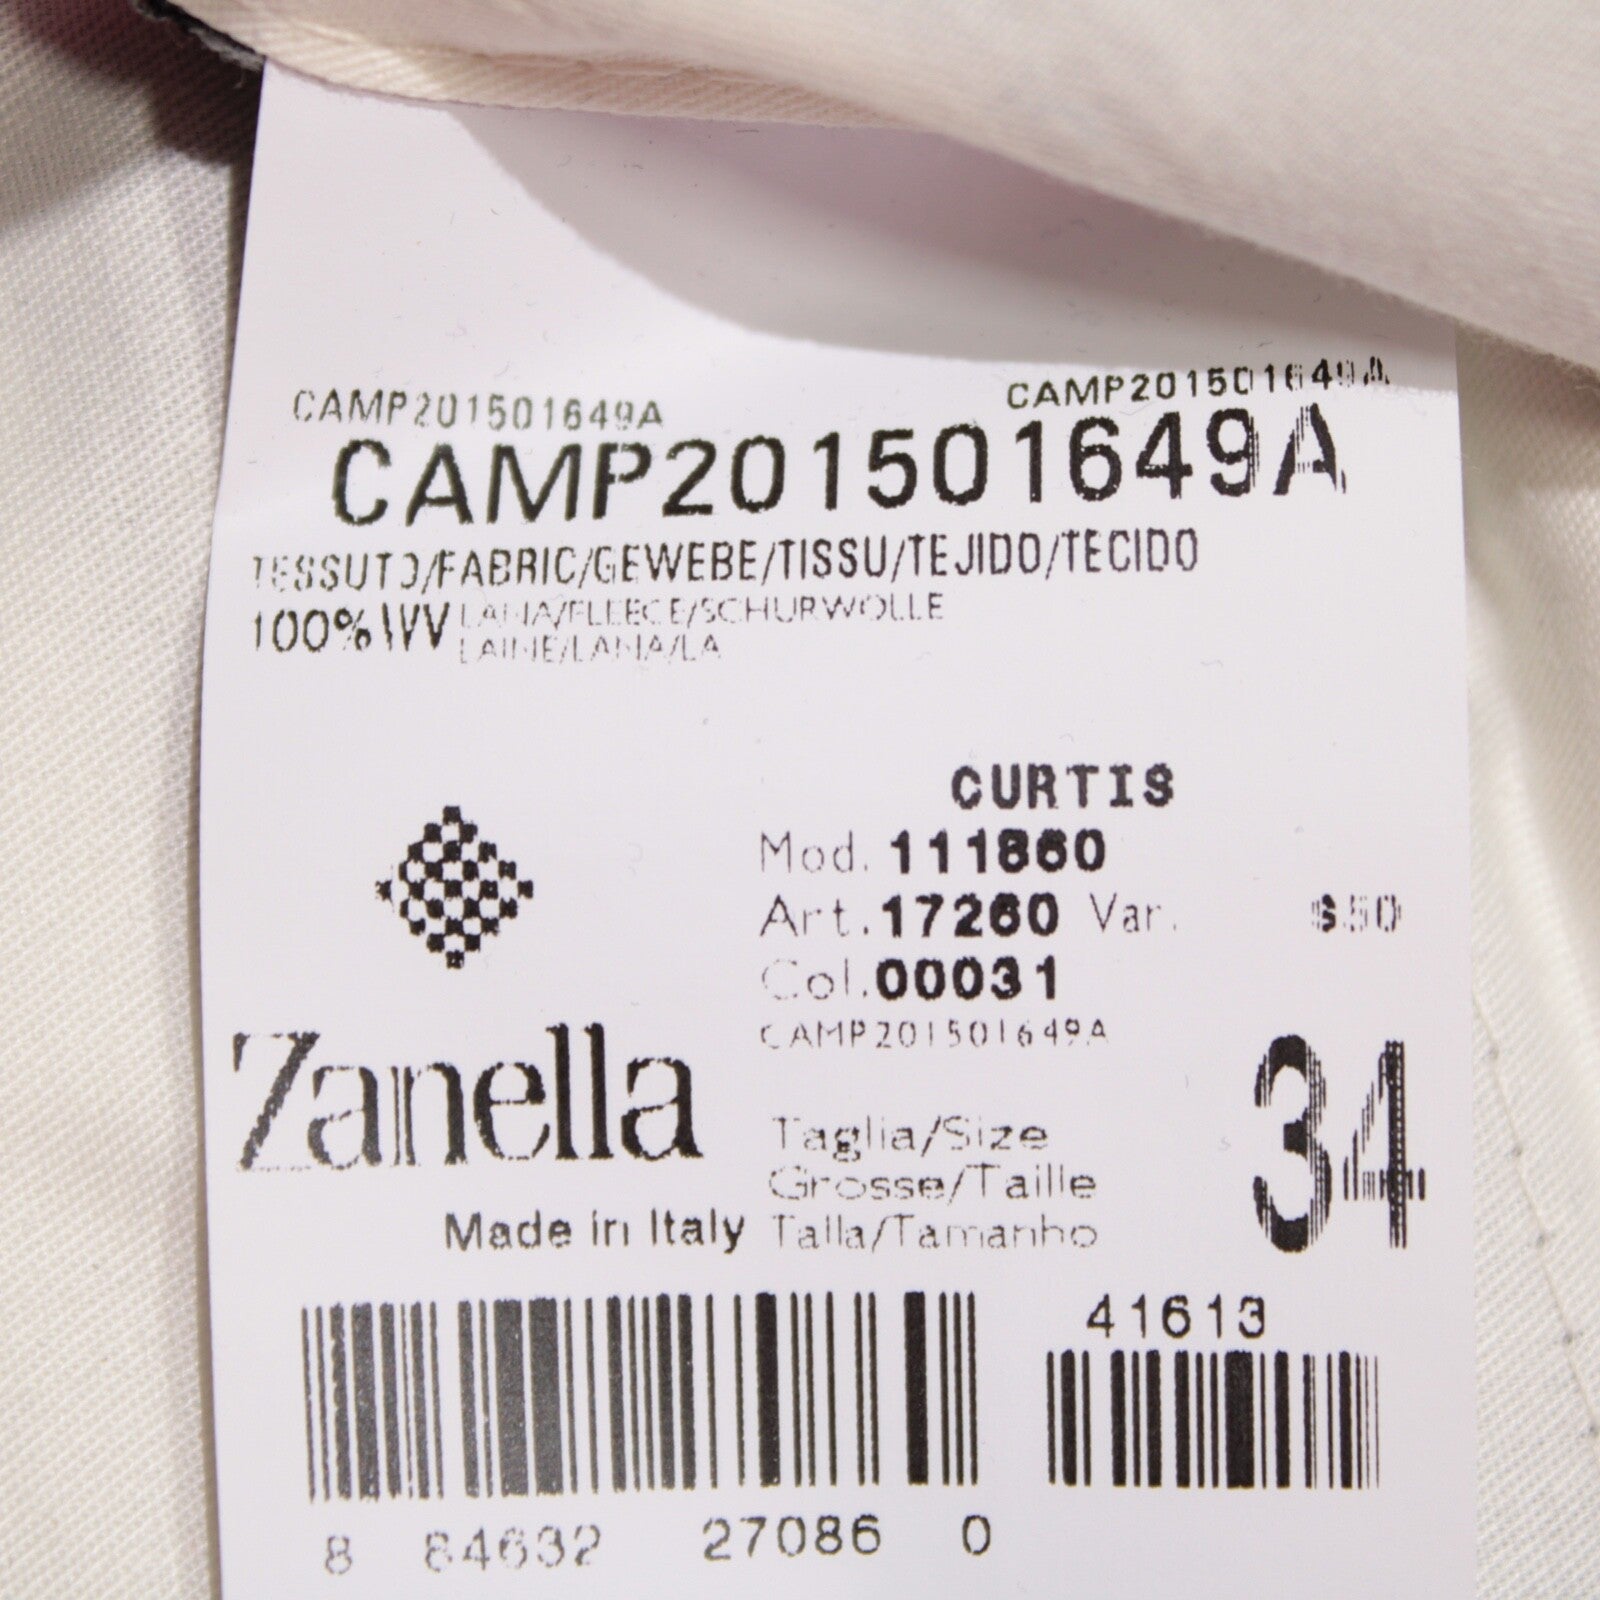 CAMP201501649A
CAMP201501649A
CAMP201501649A
TESSUTO/FABRIC/GEWEBE/TISSU/TEJIDO/TECIDO
100% WV LANA/FLEECE/SCHURWOLLE
LAINE/LANA/LA
CURTIS
Mod. 111860
Art. 17260 Var. S50
Col. 00031
CAMP201501649A
Zanella
Made in Italy
Taglia/Size
Grosse/Taille
Talla/Tamanho
34
41613
8 84632 27086 0